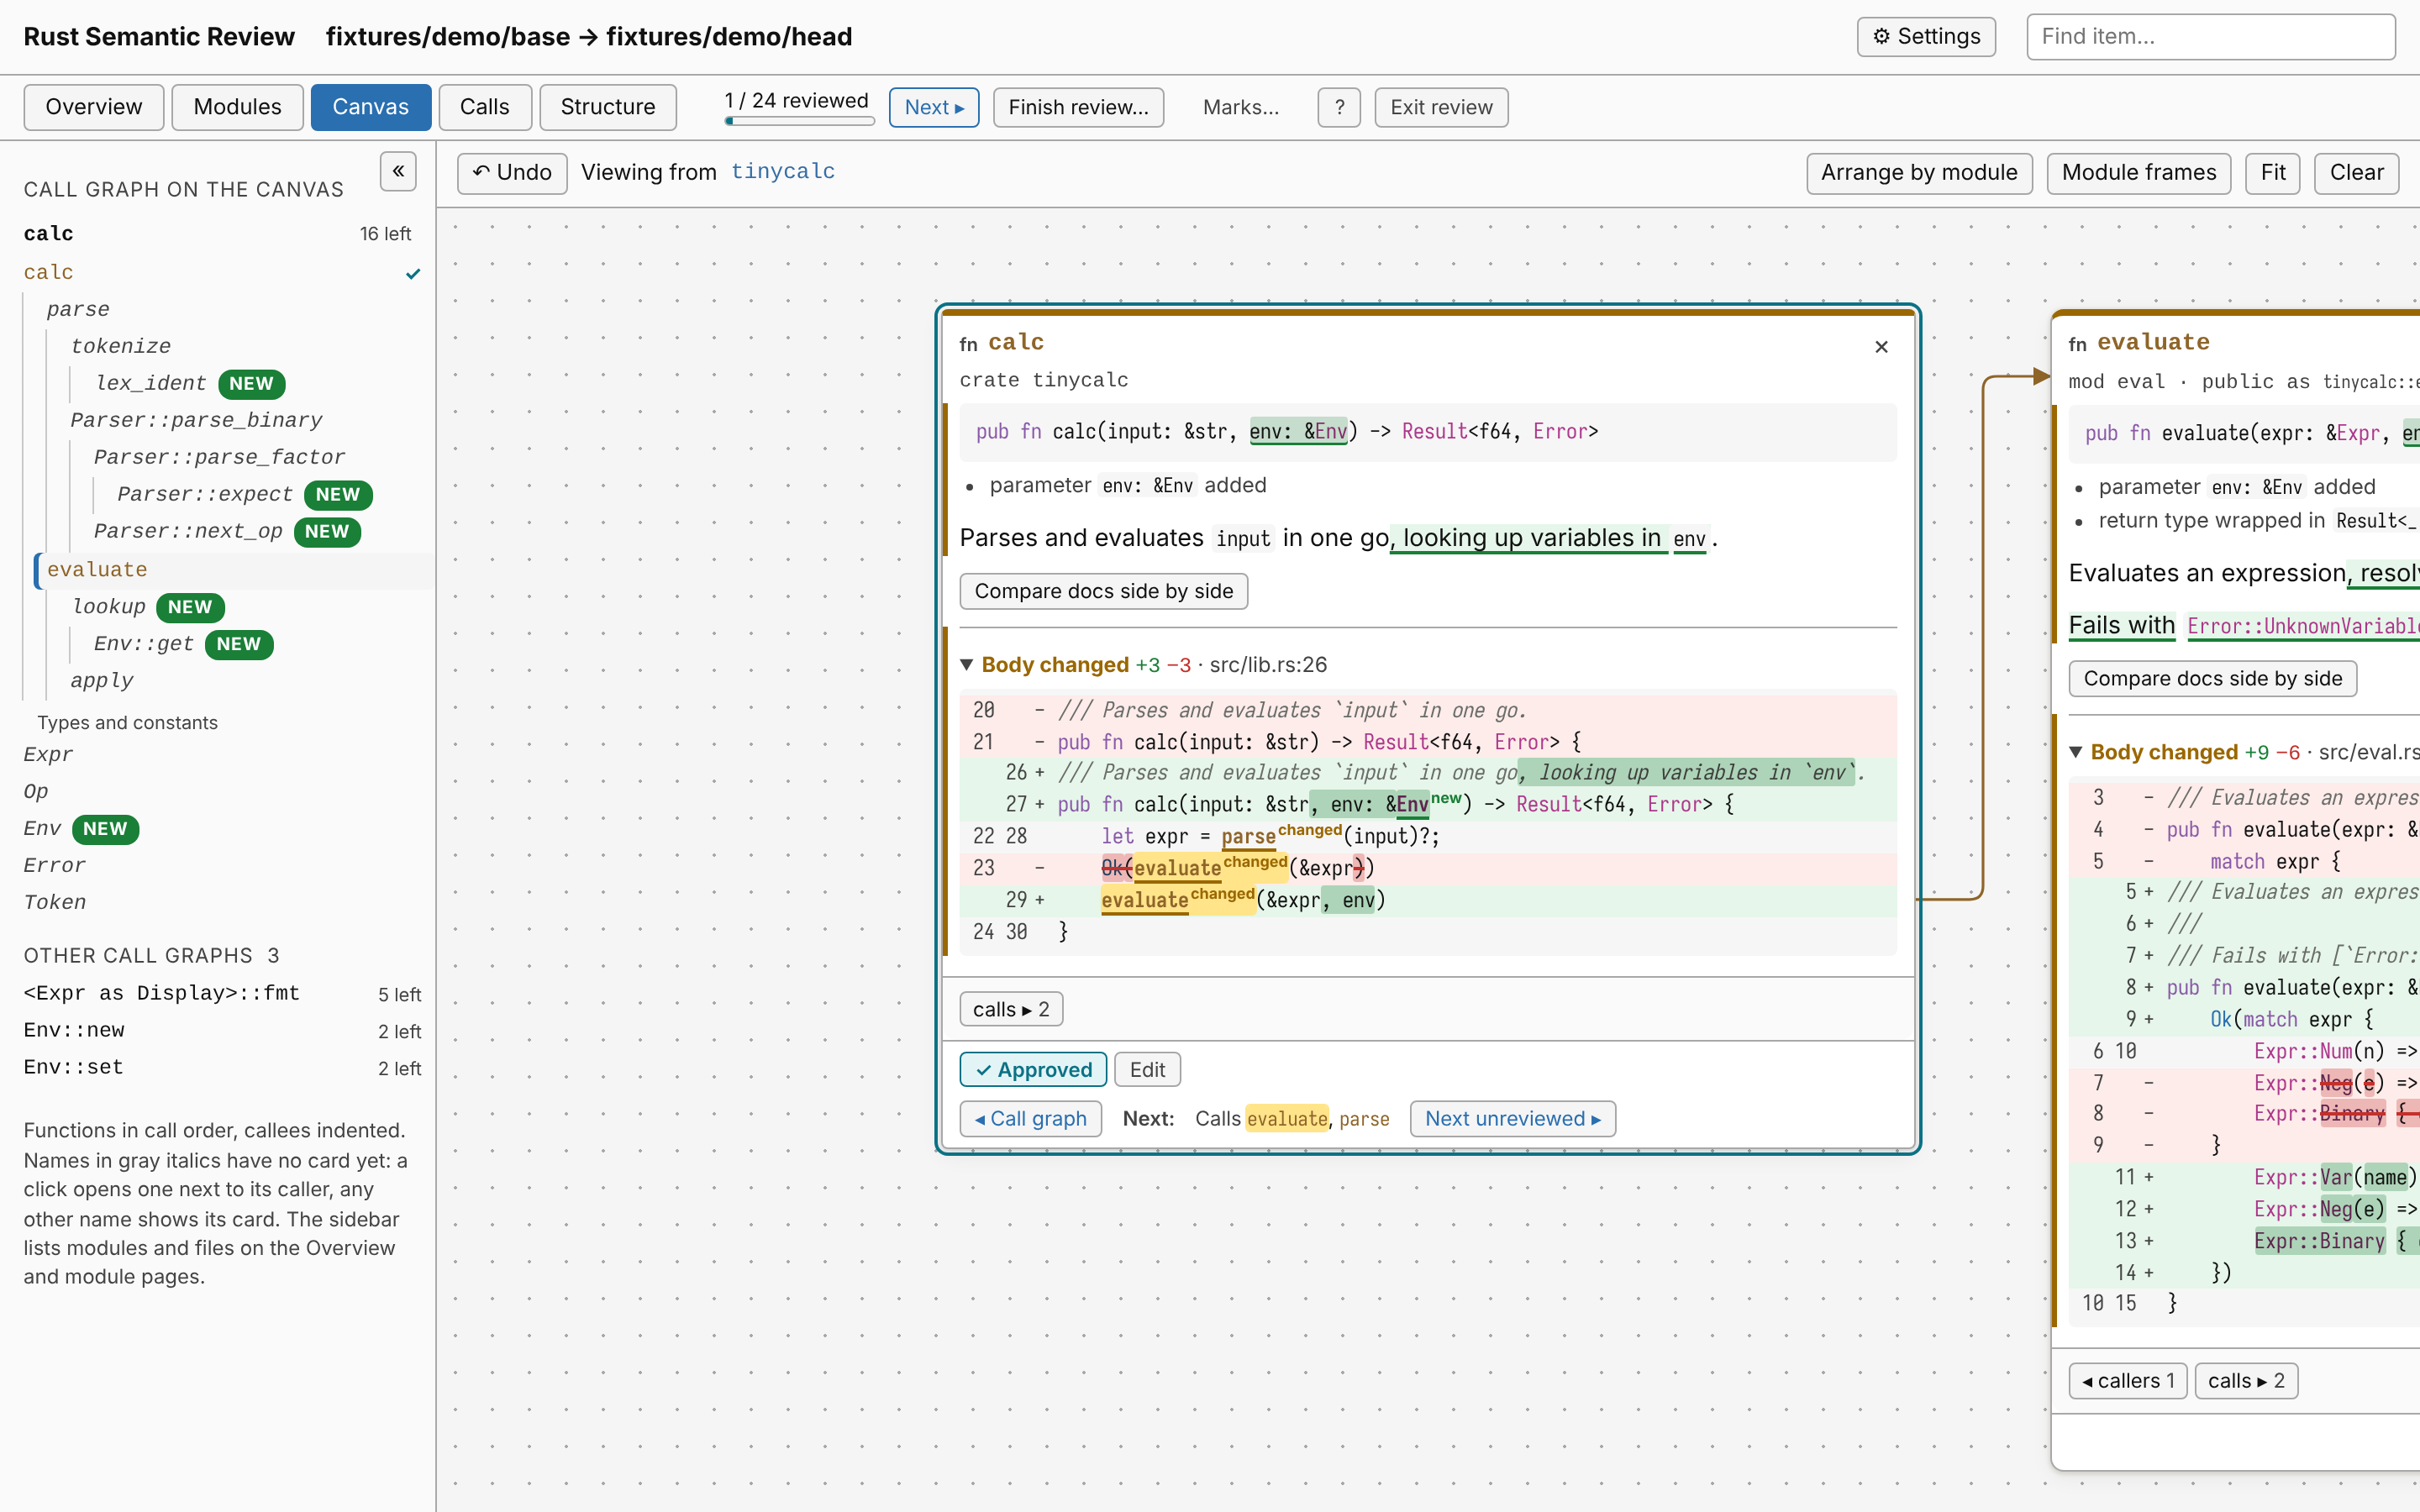 Rust Semantic Review fixtures/demo/base → fixtures/demo/head ⚙ Settings Find item...
Overview Modules Canvas Calls Structure 1 / 24 reviewed Next ▸ Finish review... Marks... ? Exit review
CALL GRAPH ON THE CANVAS «
calc 16 left
calc ✓
parse
tokenize
lex_ident NEW
Parser::parse_binary
Parser::parse_factor
Parser::expect NEW
Parser::next_op NEW
evaluate
lookup NEW
Env::get NEW
apply
Types and constants
Expr
Op
Env NEW
Error
Token
OTHER CALL GRAPHS 3
<Expr as Display>::fmt 5 left
Env::new 2 left
Env::set 2 left
Functions in call order, callees indented.
Names in gray italics have no card yet: a
click opens one next to its caller, any
other name shows its card. The sidebar
lists modules and files on the Overview
and module pages.
↶ Undo Viewing from tinycalc Arrange by module Module frames Fit Clear
fn calc ×
crate tinycalc
pub fn calc(input: &str, env: &Env) -> Result<f64, Error>
• parameter env: &Env added
Parses and evaluates input in one go, looking up variables in env.
Compare docs side by side
▼ Body changed +3 −3 · src/lib.rs:26
20 − /// Parses and evaluates `input` in one go.
21 − pub fn calc(input: &str) -> Result<f64, Error> {
26 + /// Parses and evaluates `input` in one go, looking up variables in `env`.
27 + pub fn calc(input: &str, env: &Env new) -> Result<f64, Error> {
22 28 let expr = parse changed(input)?;
23 − Ok(evaluate changed(&expr))
29 + evaluate changed(&expr, env)
24 30 }
calls ▸ 2
✓ Approved Edit
◂ Call graph Next: Calls evaluate, parse Next unreviewed ▸
fn evaluate
mod eval · public as tinycalc::e
pub fn evaluate(expr: &Expr, en
• parameter env: &Env added
• return type wrapped in Result<_
Evaluates an expression, resolv
Fails with Error::UnknownVariabl
Compare docs side by side
▼ Body changed +9 −6 · src/eval.rs
3 − /// Evaluates an expres
4 − pub fn evaluate(expr: &
5 − match expr {
5 + /// Evaluates an expres
6 + ///
7 + /// Fails with [`Error:
8 + pub fn evaluate(expr: &
9 + Ok(match expr {
6 10 Expr::Num(n) =>
7 − Expr::Neg(e) =>
8 − Expr::Binary {
9 − }
11 + Expr::Var(name)
12 + Expr::Neg(e) =>
13 + Expr::Binary {
14 + })
10 15 }
◂ callers 1 calls ▸ 2